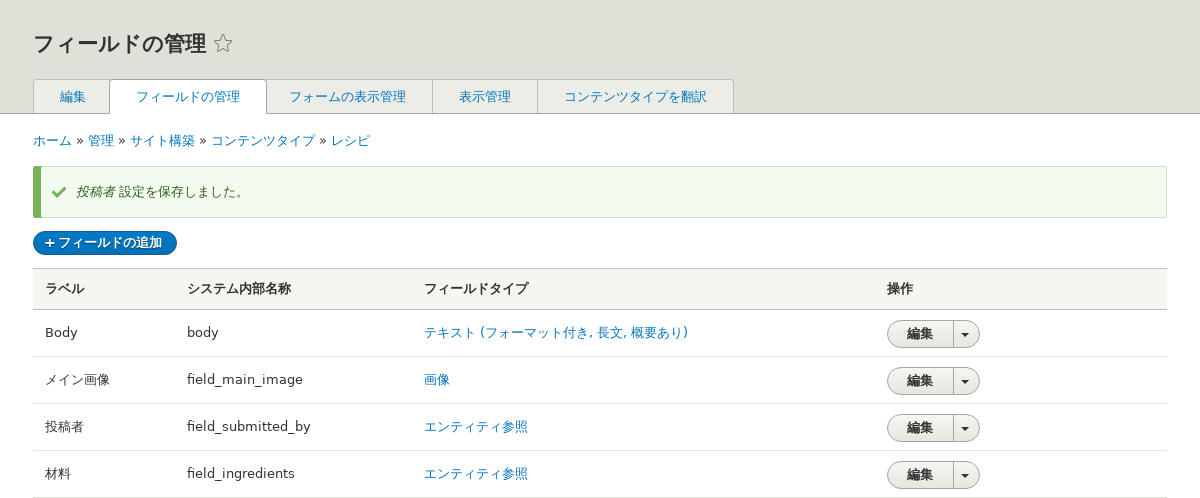 フィールドの管理
編集 フィールドの管理 フォームの表示管理 表示管理 コンテンツタイプを翻訳
ホーム » 管理 » サイト構築 » コンテンツタイプ » レシピ
投稿者 設定を保存しました。
+ フィールドの追加
ラベル システム内部名称 フィールドタイプ 操作
Body body テキスト (フォーマット付き, 長文, 概要あり) 編集
メイン画像 field_main_image 画像 編集
投稿者 field_submitted_by エンティティ参照 編集
材料 field_ingredients エンティティ参照 編集